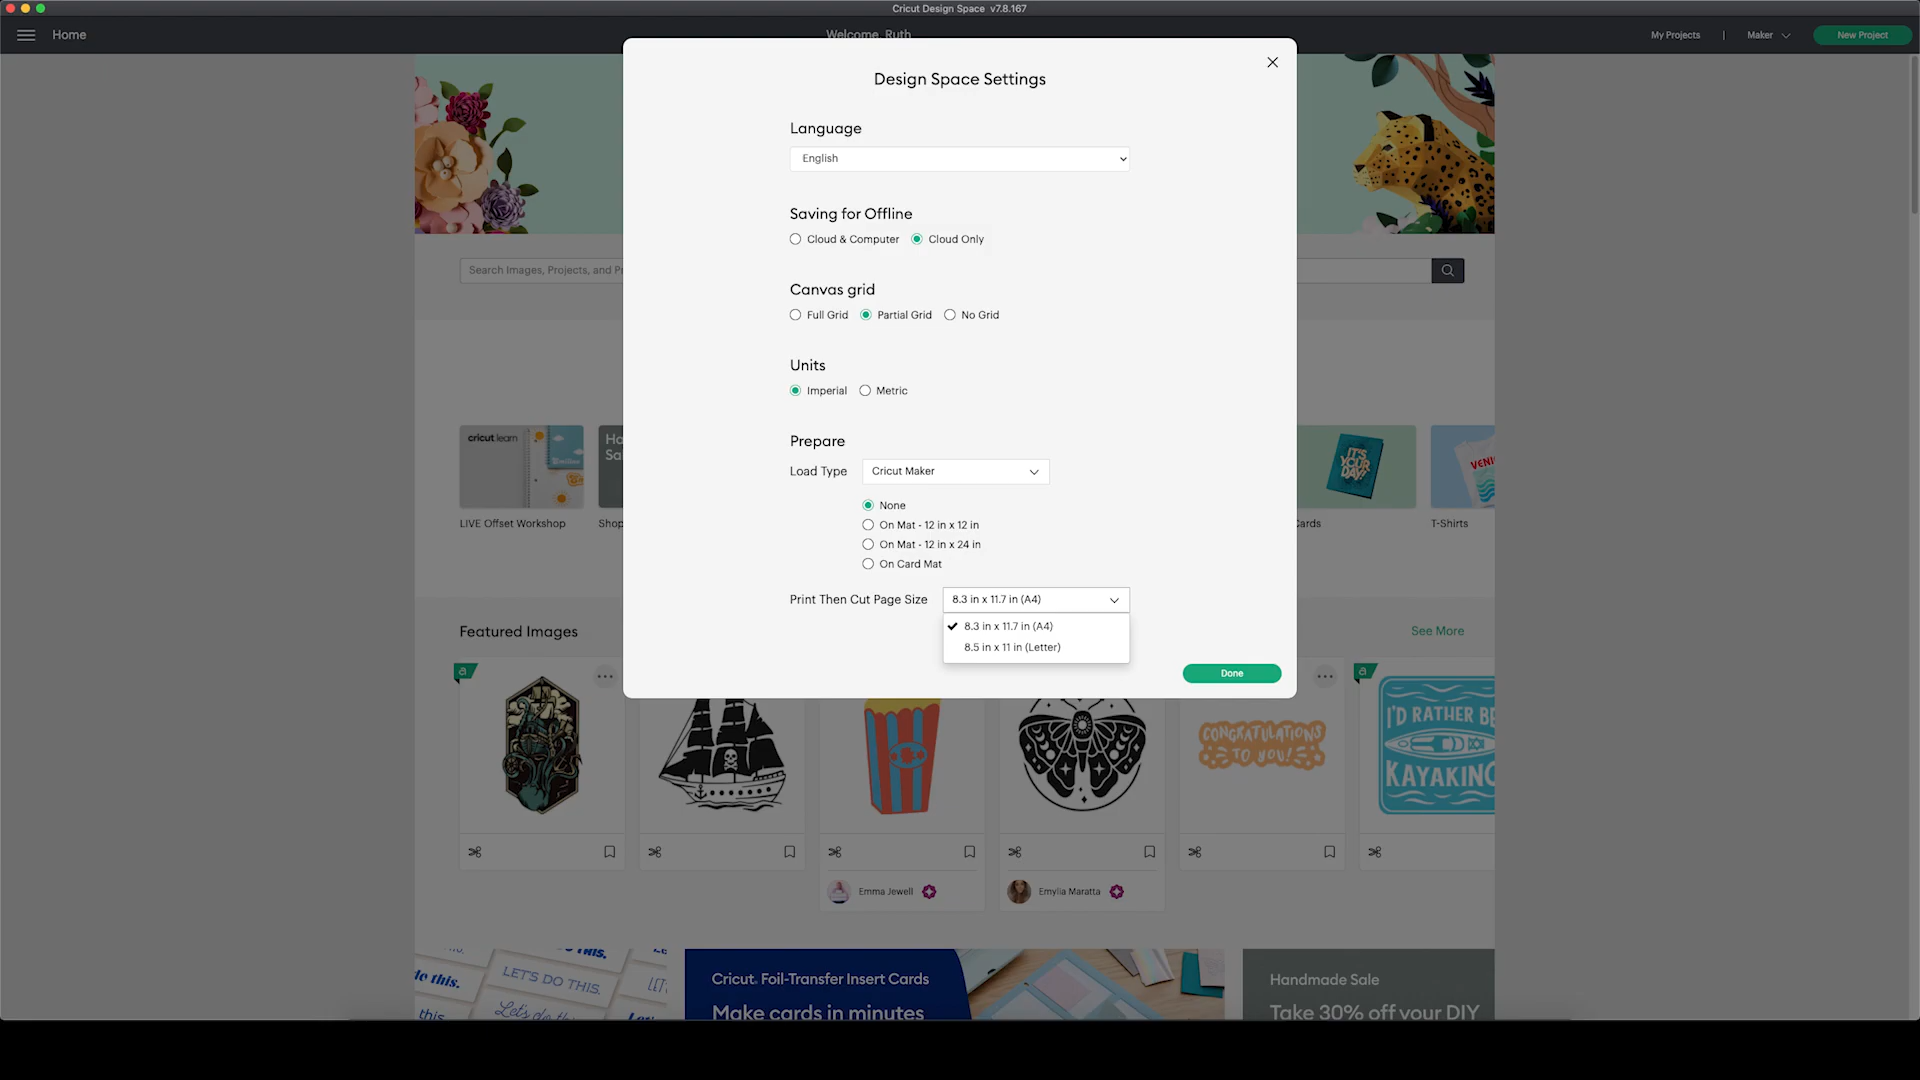 Cricut Design Space v7.8.167
Home
Welcome, Ruth
My Projects | Maker
New Project
Design Space Settings
Language
English
Saving for Offline
Cloud & Computer
Cloud Only
Search Images, Projects, and
Canvas grid
Full Grid
Partial Grid
No Grid
Units
Imperial
Metric
Prepare
Load Type
Cricut Maker
None
On Mat - 12 in x 12 in
On Mat - 12 in x 24 in
On Card Mat
Print Then Cut Page Size
8.3 in x 11.7 in (A4)
8.3 in x 11.7 in (A4)
8.5 in x 11 in (Letter)
Done
cricut learn
IT'S YOUR DAY!
LIVE Offset Workshop
T-Shirts
Featured Images
See More
CONGRATULATIONS
TO YOU!
I'D RATHER BE
KAYAKING
Emma Jewell
Emylia Maratta
LET'S DO THIS.
Cricut Foil-Transfer Insert Cards
Make cards in minutes
Handmade Sale
Take 30% off your DIY